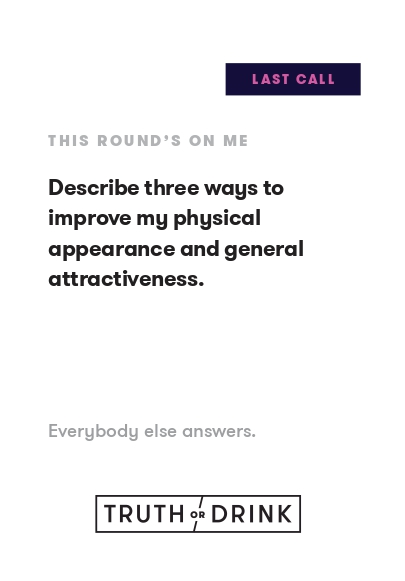 LAST CALL
THIS ROUND’S ON ME
Describe three ways to
improve my physical
appearance and general
attractiveness.
Everybody else answers.
TRUTH OR DRINK